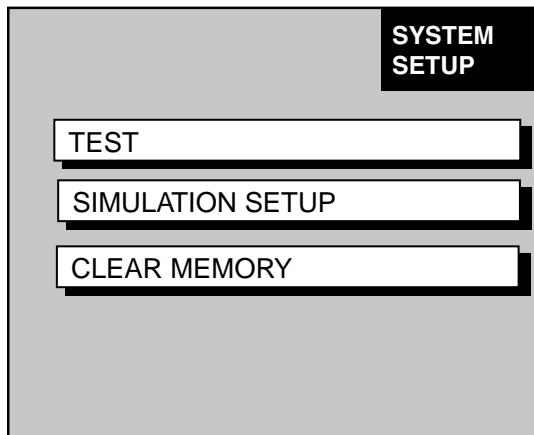 SYSTEM
SETUP
TEST
SIMULATION SETUP
CLEAR MEMORY